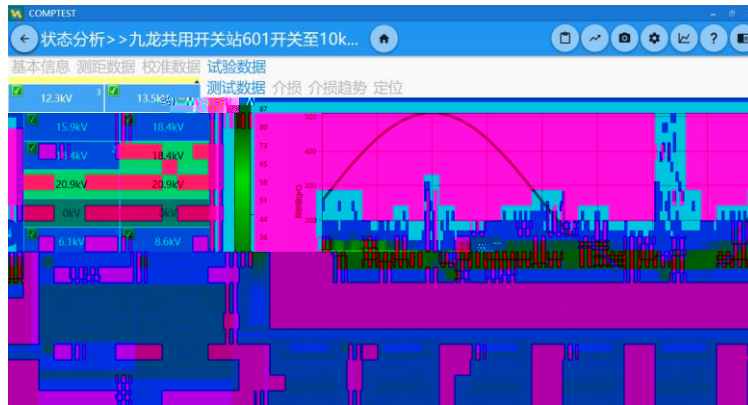 COMPTEST
状态分析>>九龙共用开关站601开关至10k...
基本信息 测距数据 校准数据 试验数据
测试数据 介损 介损趋势 定位
12.3kV 3 13.5k
15.9kV 18.4kV
18.4kV
20.9kV 20.9kV
0kV
6.1kV 8.6kV
87
80
73
65
58
51
44
36
500
400
300
200